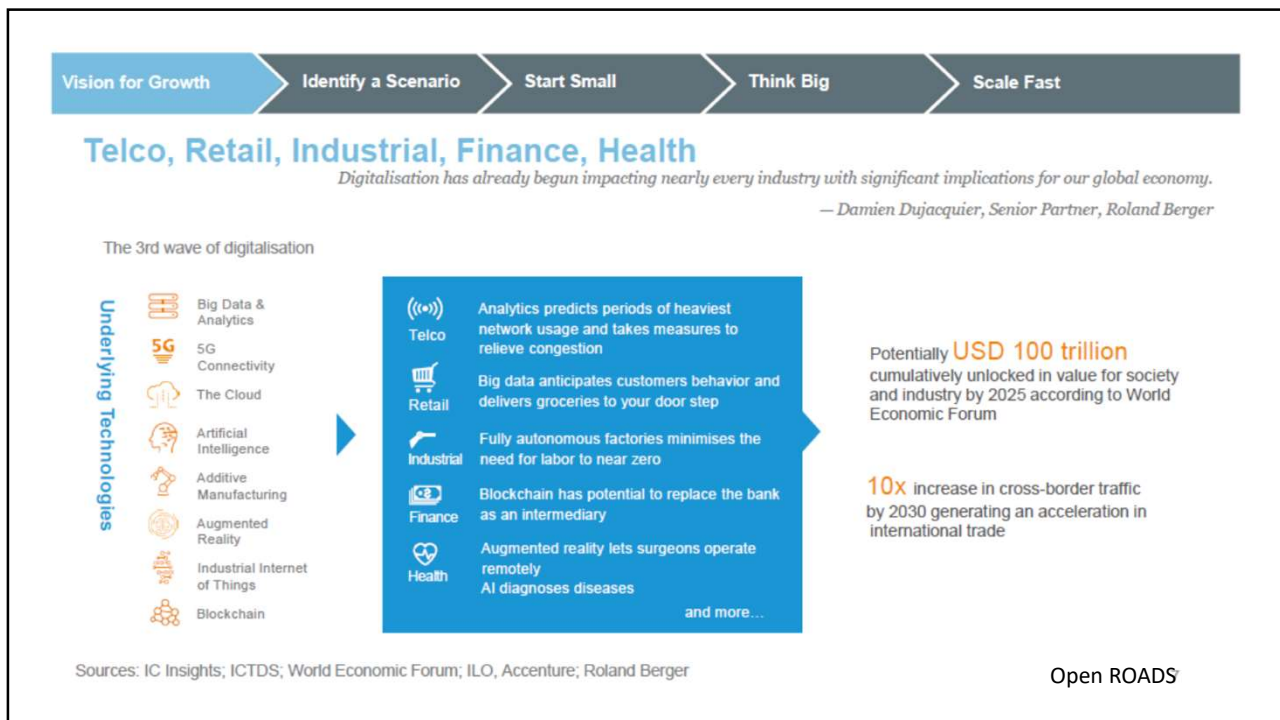 Vision for Growth
Identify a Scenario
Start Small
Think Big
Scale Fast
Telco, Retail, Industrial, Finance, Health
Digitalisation has already begun impacting nearly every industry with significant implications for our global economy.
— Damien Dujacquier, Senior Partner, Roland Berger
The 3rd wave of digitalisation
Underlying Technologies
Big Data &
Analytics
5G
5G
Connectivity
The Cloud
Artificial
Intelligence
Additive
Manufacturing
Augmented
Reality
Industrial Internet
of Things
Blockchain
Telco
Analytics predicts periods of heaviest
network usage and takes measures to
relieve congestion
Retail
Big data anticipates customers behavior and
delivers groceries to your door step
Industrial
Fully autonomous factories minimises the
need for labor to near zero
Finance
Blockchain has potential to replace the bank
as an intermediary
Health
Augmented reality lets surgeons operate
remotely
AI diagnoses diseases
and more…
Potentially USD 100 trillion
cumulatively unlocked in value for society
and industry by 2025 according to World
Economic Forum
10x increase in cross-border traffic
by 2030 generating an acceleration in
international trade
Sources: IC Insights; ICTDS; World Economic Forum; ILO, Accenture; Roland Berger
Open ROADS